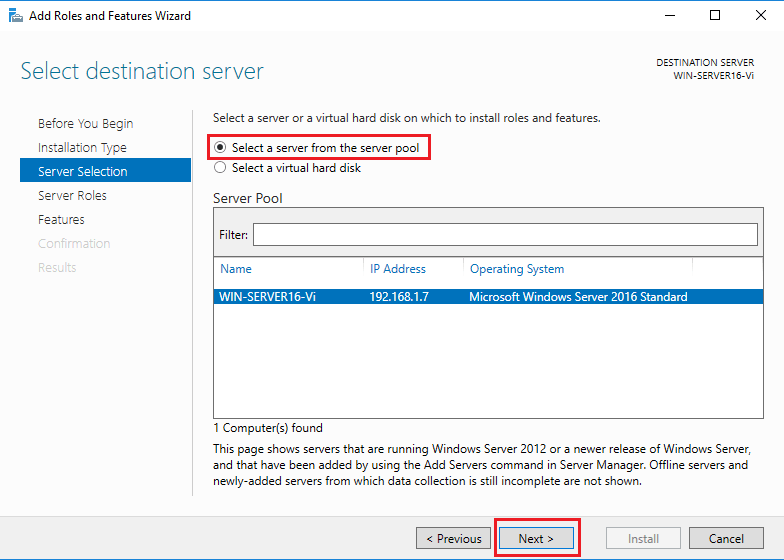 Add Roles and Features Wizard
Select destination server
DESTINATION SERVER
WIN-SERVER16-Vi
Before You Begin
Installation Type
Server Selection
Server Roles
Features
Confirmation
Results
Select a server or a virtual hard disk on which to install roles and features.
Select a server from the server pool
Select a virtual hard disk
Server Pool
Filter:
Name IP Address Operating System
WIN-SERVER16-Vi 192.168.1.7 Microsoft Windows Server 2016 Standard
1 Computer(s) found
This page shows servers that are running Windows Server 2012 or a newer release of Windows Server,
and that have been added by using the Add Servers command in Server Manager. Offline servers and
newly-added servers from which data collection is still incomplete are not shown.
< Previous Next > Install Cancel